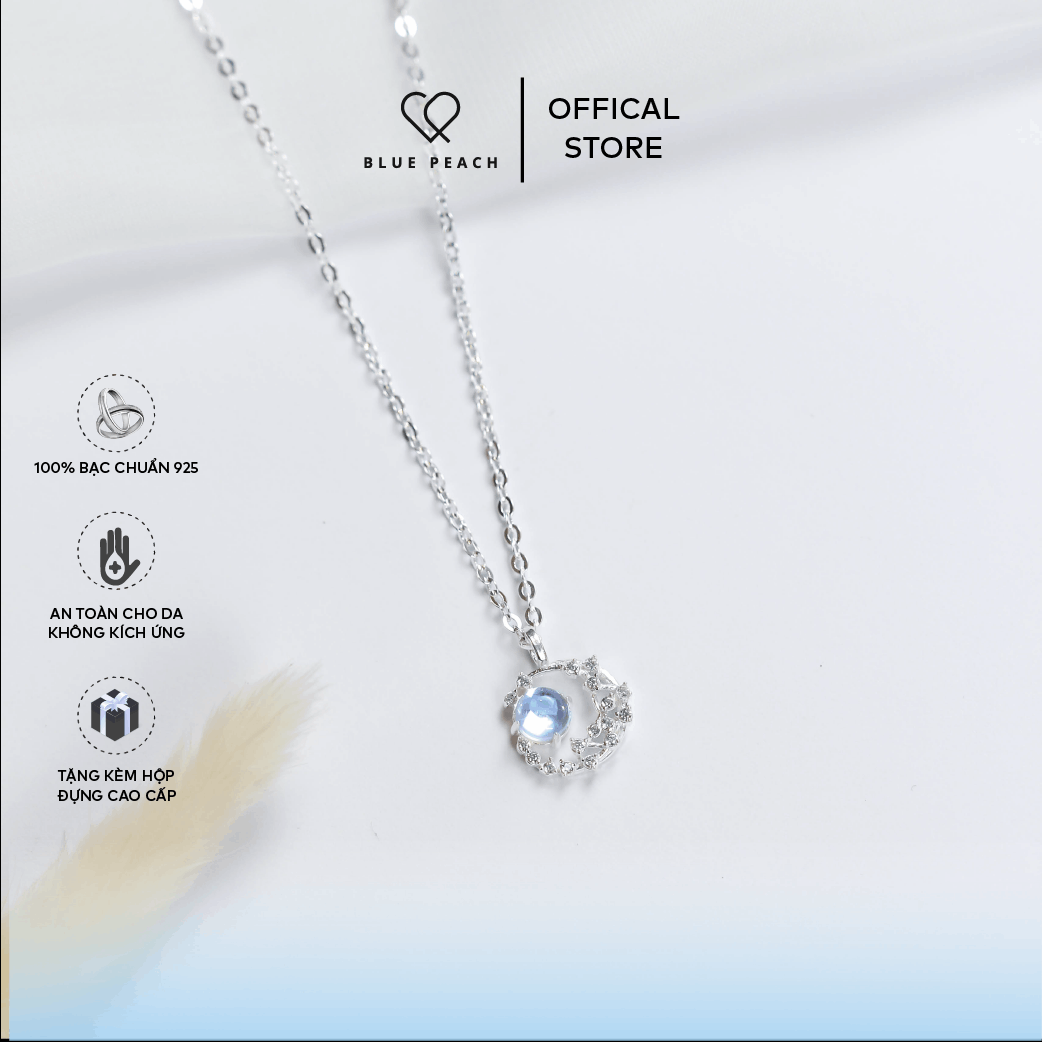 BLUE PEACH
OFFICAL
STORE
100% BẠC CHUẨN 925
AN TOÀN CHO DA
KHÔNG KÍCH ỨNG
TẶNG KÈM HỘP
ĐỰNG CAO CẤP